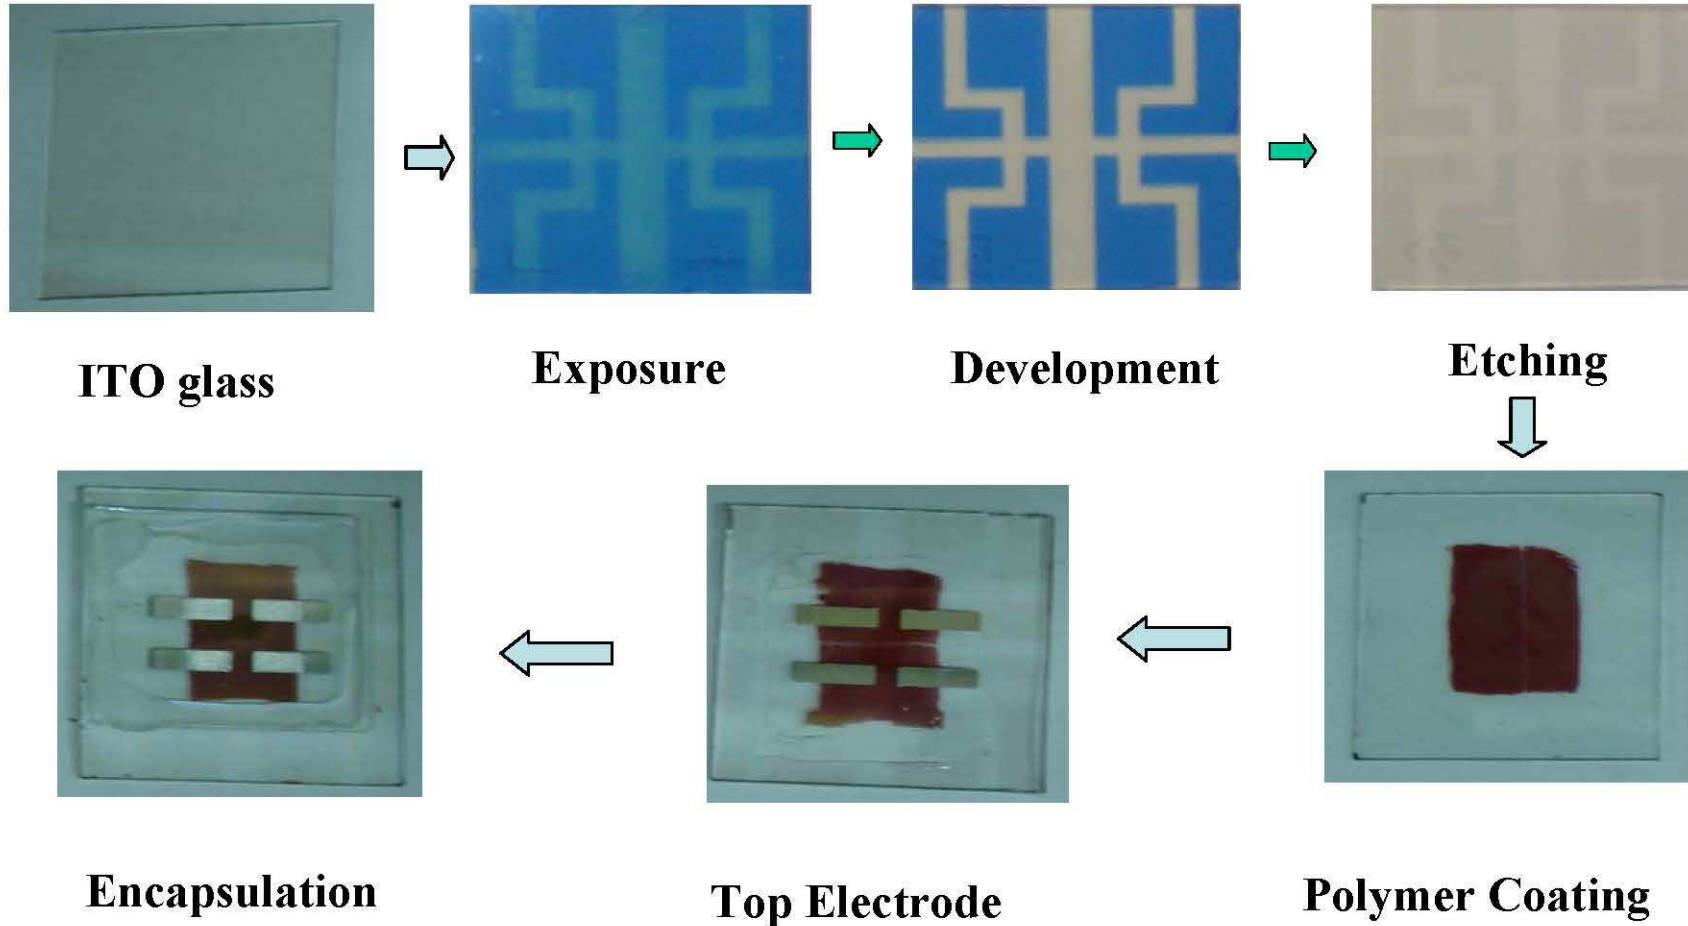 ITO glass
Exposure
Development
Etching
Encapsulation
Top Electrode
Polymer Coating